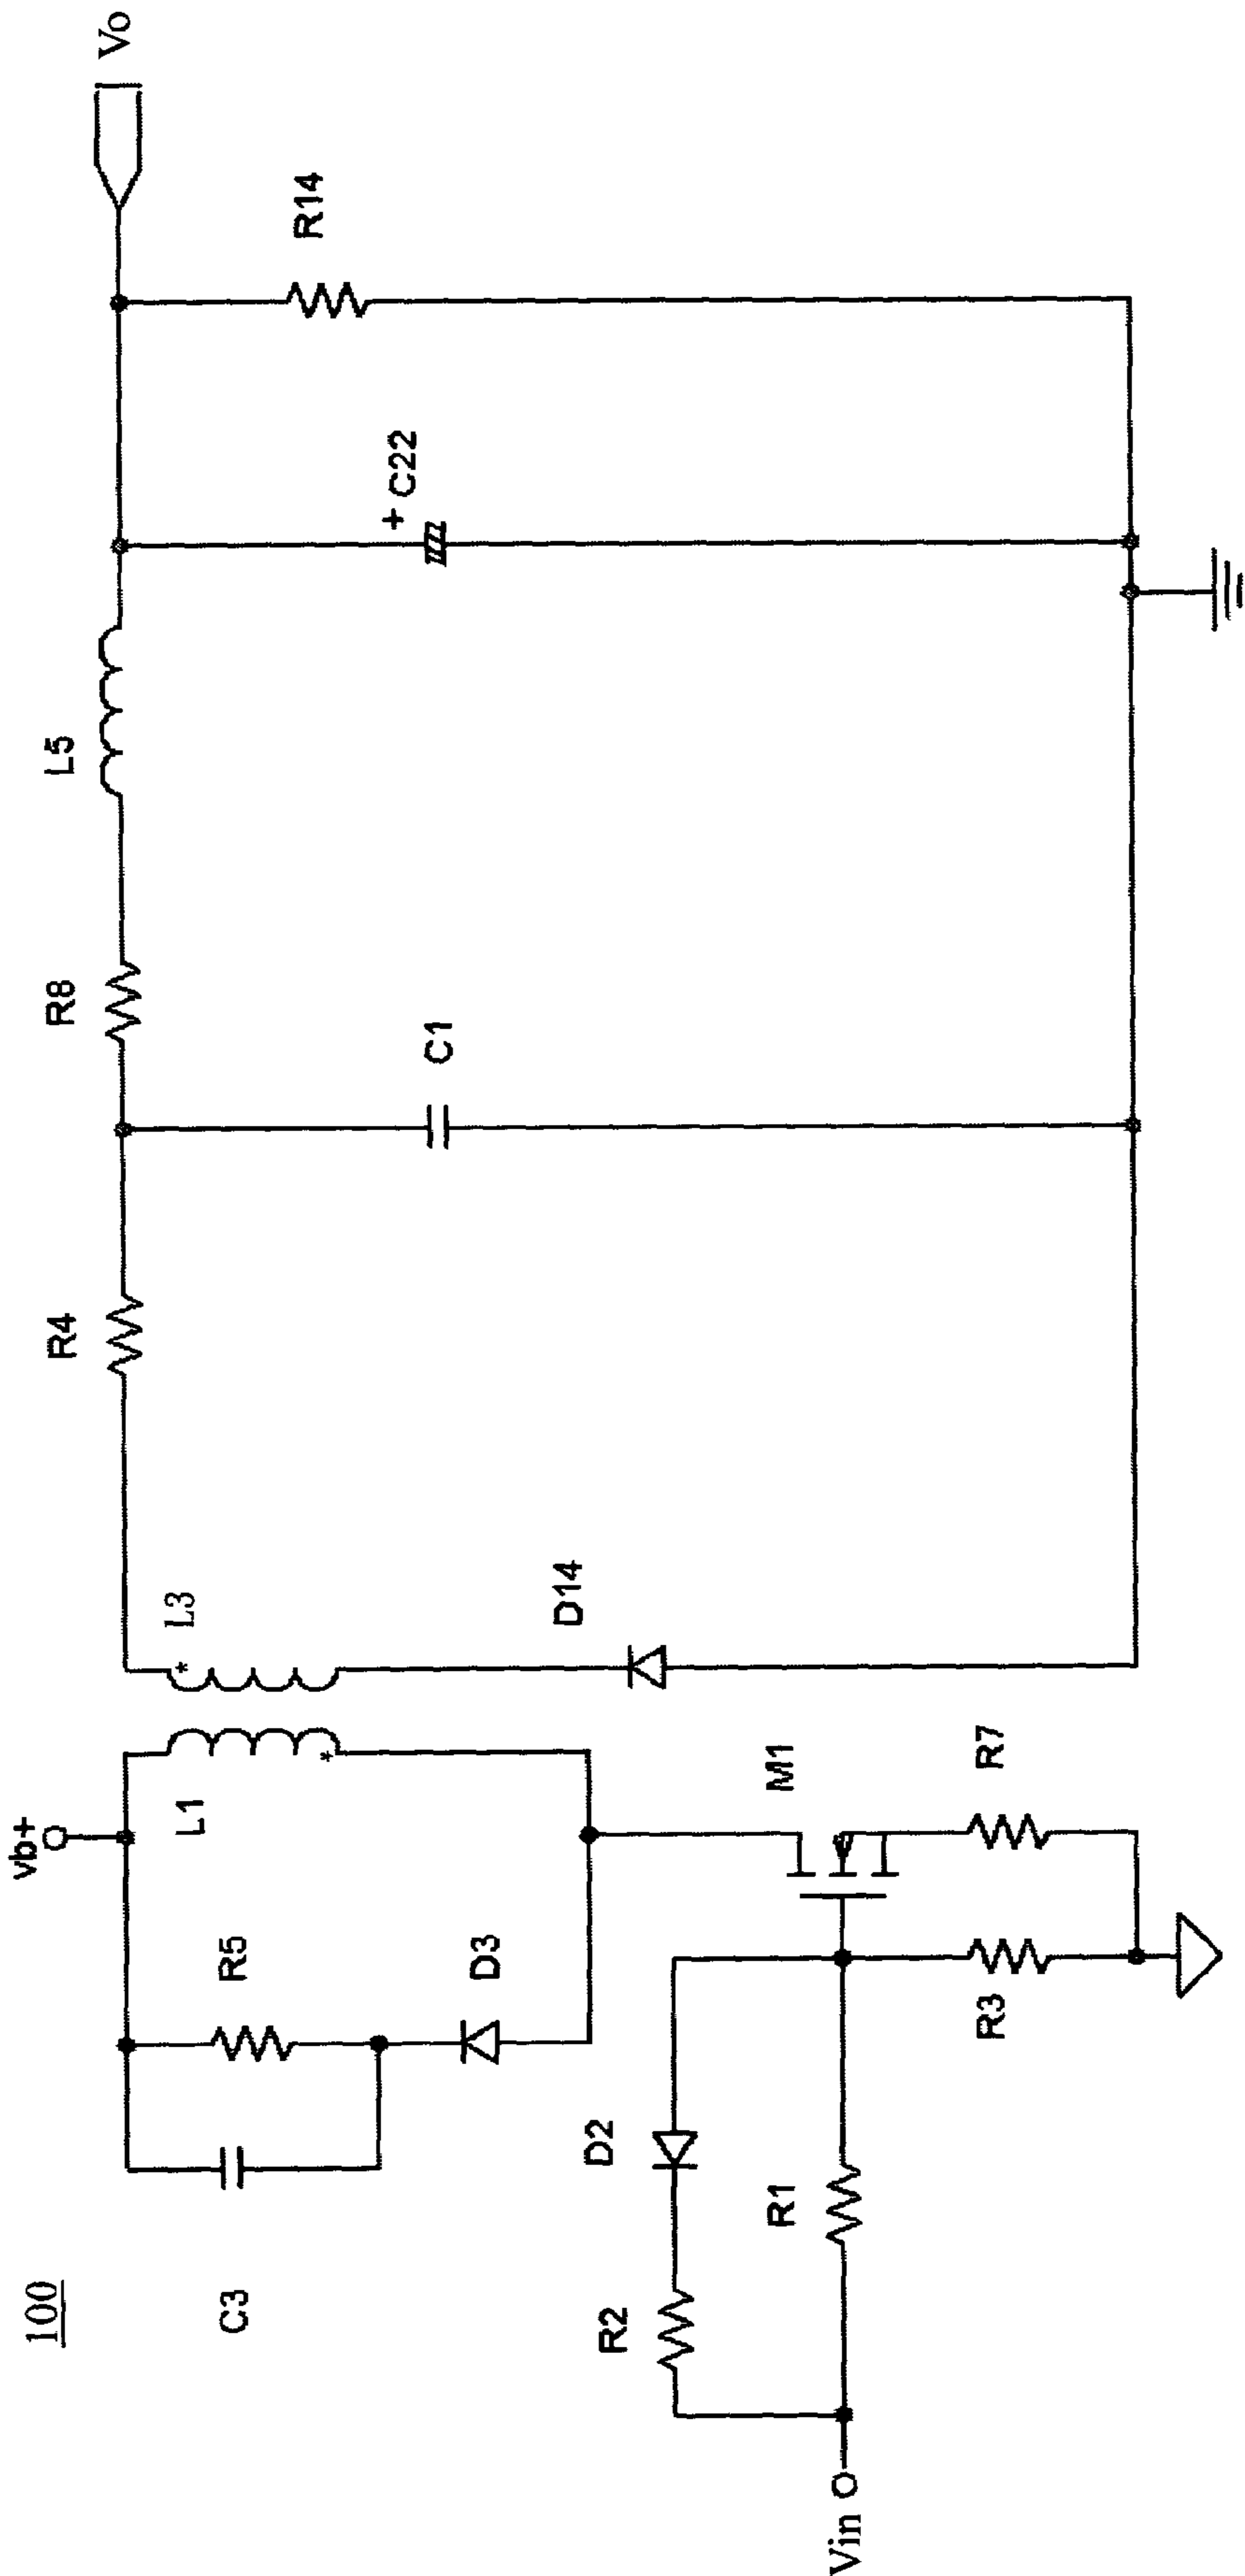 100
vb+
C3
R5
D3
L1
L3
R4
R8
L5
Vo
D14
C1
+
C22
R14
R2
D2
R1
Vin
M1
R3
R7
*
*